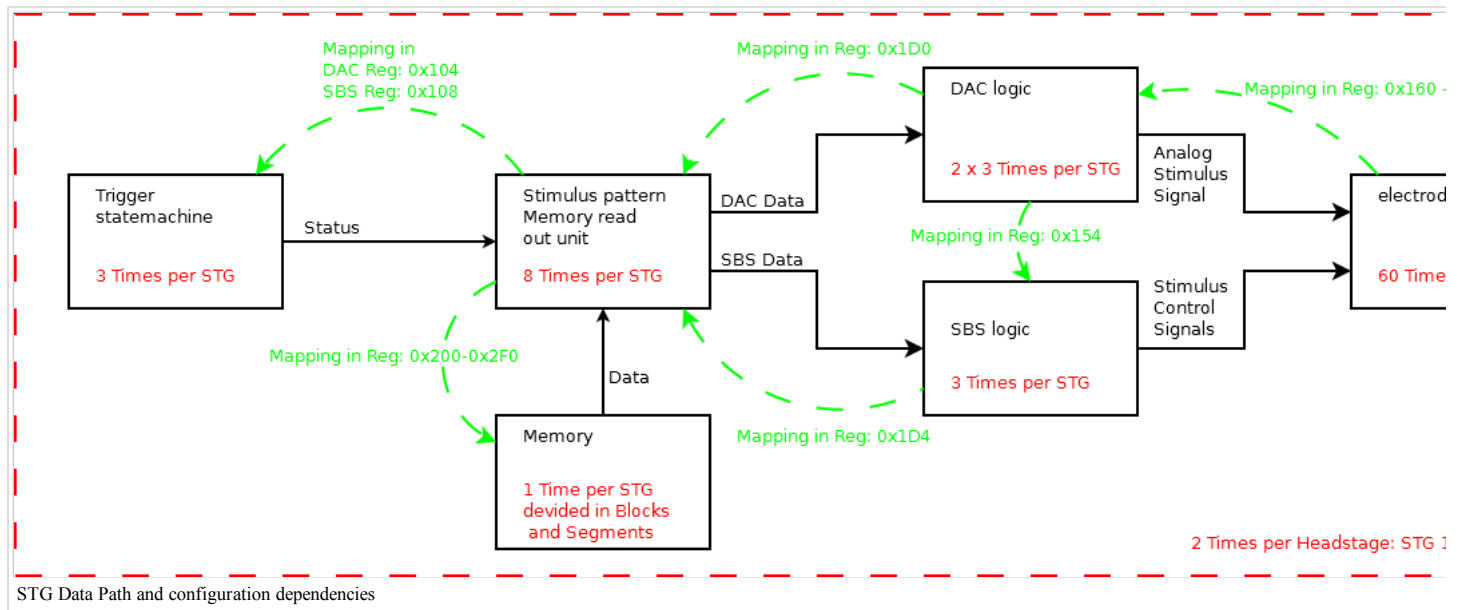 Mapping in
DAC Reg: 0x104
SBS Reg: 0x108
Mapping in Reg: 0x1D0
Mapping in Reg: 0x160 -
Trigger
statemachine
3 Times per STG
Status
Stimulus pattern
Memory read
out unit
8 Times per STG
DAC Data
SBS Data
DAC logic
2 x 3 Times per STG
Analog
Stimulus
Signal
Mapping in Reg: 0x154
SBS logic
3 Times per STG
Stimulus
Control
Signals
electrod
60 Time
Mapping in Reg: 0x200-0x2F0
Data
Mapping in Reg: 0x1D4
Memory
1 Time per STG
devided in Blocks
and Segments
2 Times per Headstage: STG 1
STG Data Path and configuration dependencies